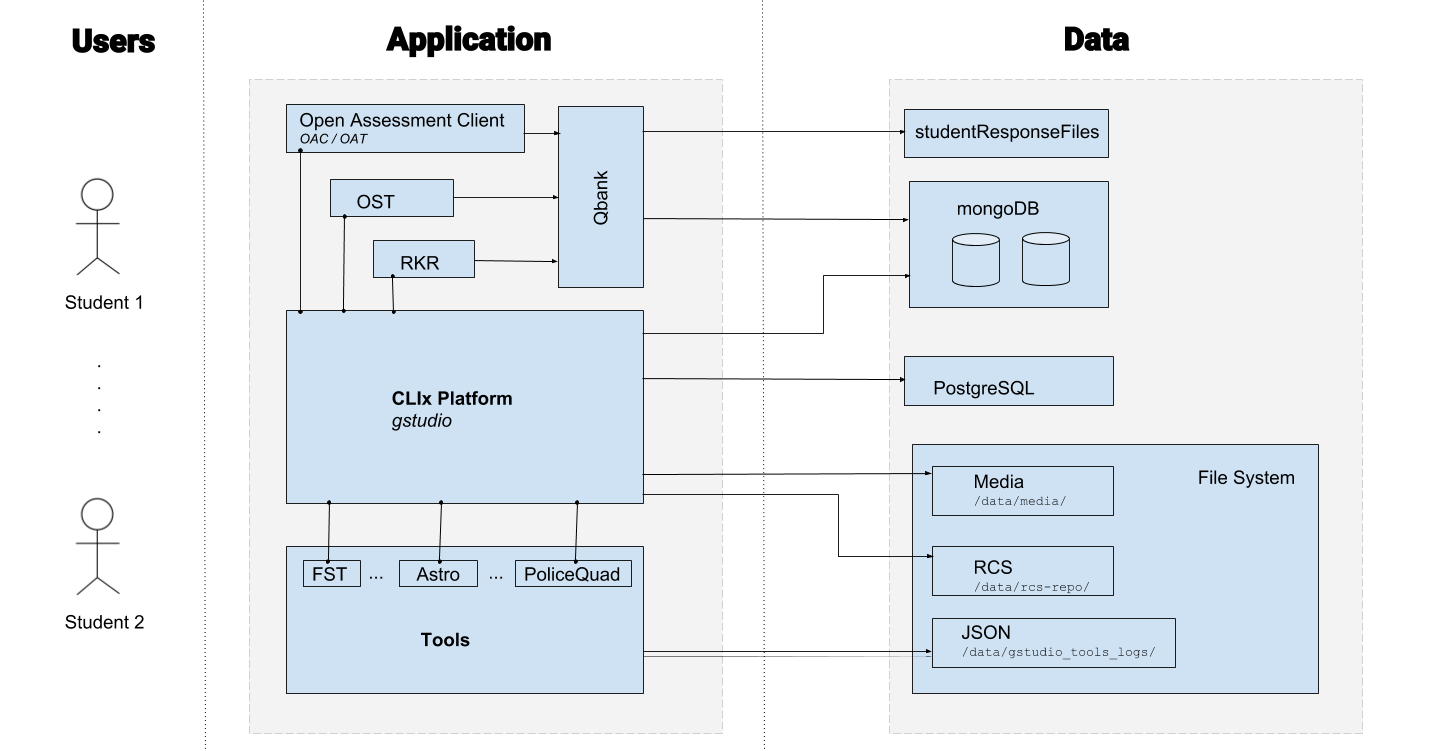 Users
Application
Data
Student 1
.
.
.
.
Student 2
Open Assessment Client
OAC / OAT
OST
RKR
Qbank
CLIx Platform
gstudio
FST ... Astro ... PoliceQuad
Tools
studentResponseFiles
mongoDB
PostgreSQL
File System
Media
/data/media/
RCS
/data/rcs-repo/
JSON
/data/gstudio_tools_logs/